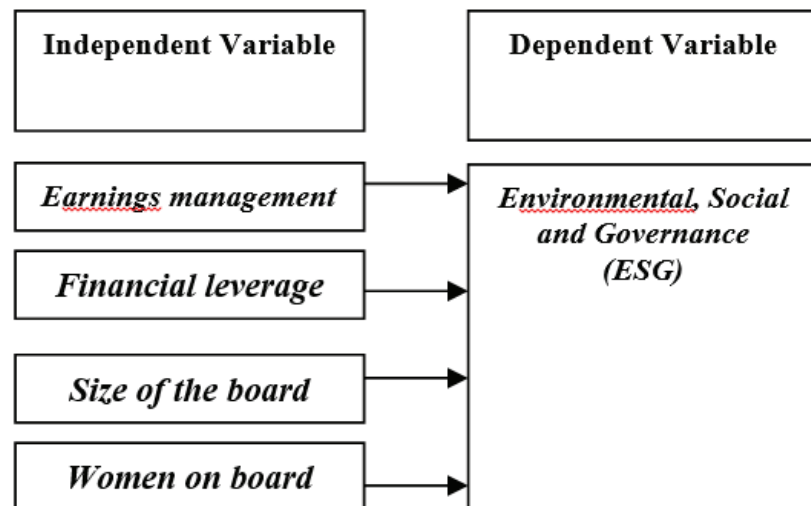 Independent Variable
Dependent Variable
Earnings management
Environmental, Social
and Governance
(ESG)
Financial leverage
Size of the board
Women on board